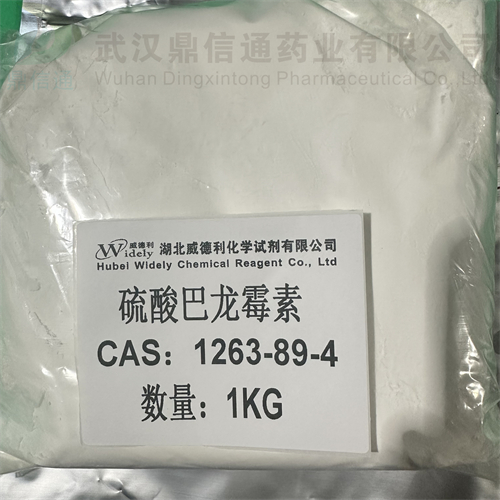 武汉鼎信通药业有限公司
Wuhan Dingxintong Pharmaceutical Co., Ltd.
信通
威德利
Widely
湖北威德利化学试剂有限公司
Hubei Widely Chemical Reagent Co., Ltd
硫酸巴龙霉素
CAS：1263-89-4
数量：1KG